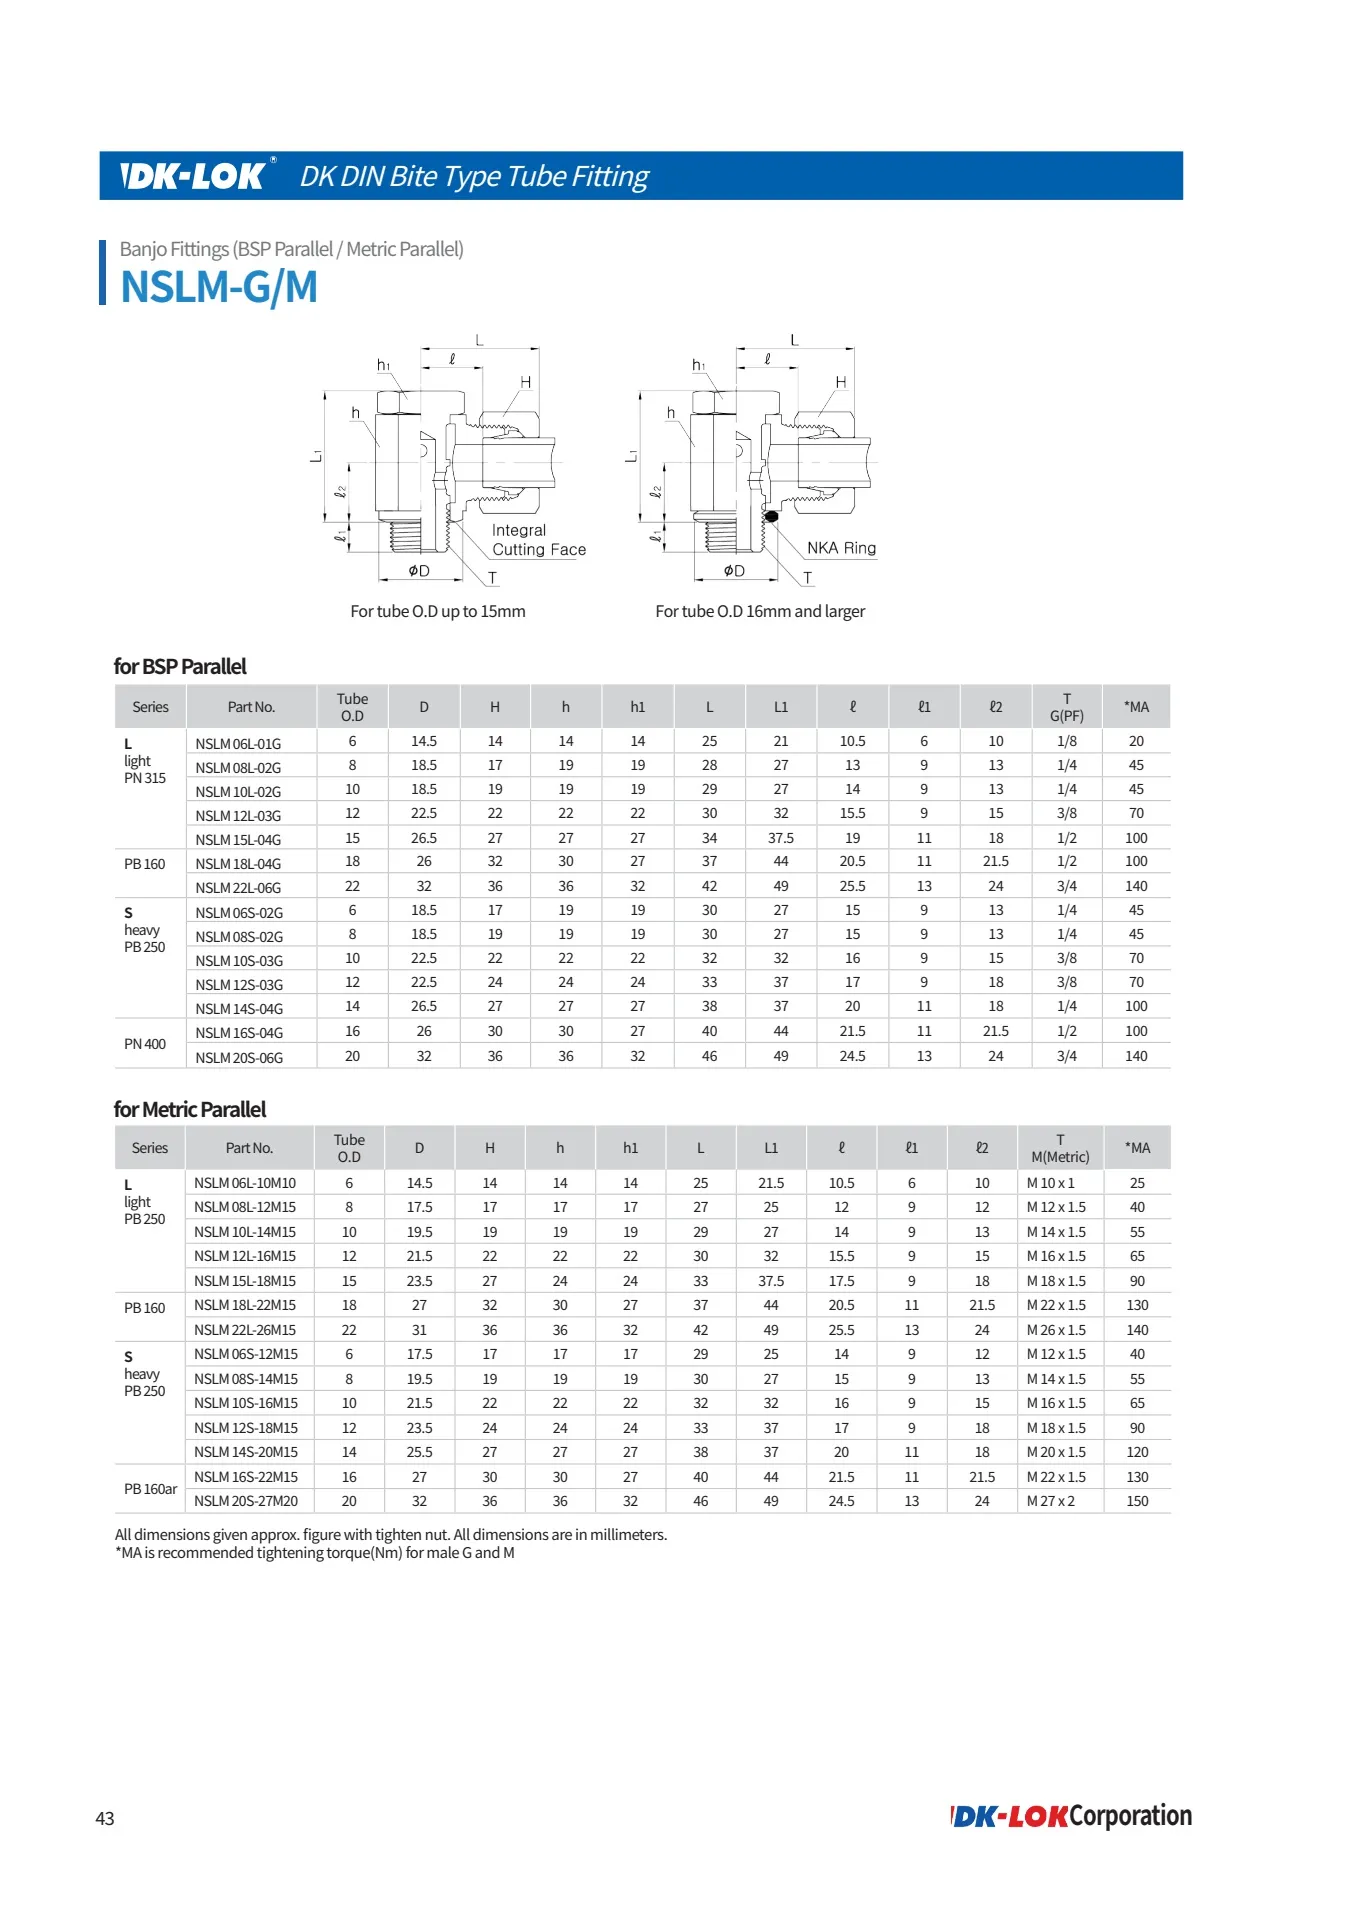 DK-LOK® DK DIN Bite Type Tube Fitting
Banjo Fittings (BSP Parallel / Metric Parallel)
NSLM-G/M
L
ℓ
h1
H
h
L1
ℓ2
ℓ1
Integral
Cutting Face
ϕD
T
For tube O.D up to 15mm
L
ℓ
h1
H
h
L1
ℓ2
ℓ1
NKA Ring
ϕD
T
For tube O.D 16mm and larger
for BSP Parallel
Series Part No. Tube O.D D H h h1 L L1 ℓ ℓ1 ℓ2 T G(PF) *MA
L light PN 315
NSLM 06L-01G 6 14.5 14 14 14 25 21 10.5 6 10 1/8 20
NSLM 08L-02G 8 18.5 17 19 19 28 27 13 9 13 1/4 45
NSLM 10L-02G 10 18.5 19 19 19 29 27 14 9 13 1/4 45
NSLM 12L-03G 12 22.5 22 22 22 30 32 15.5 9 15 3/8 70
NSLM 15L-04G 15 26.5 27 27 27 34 37.5 19 11 18 1/2 100
PB 160
NSLM 18L-04G 18 26 32 30 27 37 44 20.5 11 21.5 1/2 100
NSLM 22L-06G 22 32 36 36 32 42 49 25.5 13 24 3/4 140
S heavy PB 250
NSLM 06S-02G 6 18.5 17 19 19 30 27 15 9 13 1/4 45
NSLM 08S-02G 8 18.5 19 19 19 30 27 15 9 13 1/4 45
NSLM 10S-03G 10 22.5 22 22 22 32 32 16 9 15 3/8 70
NSLM 12S-03G 12 22.5 24 24 24 33 37 17 9 18 3/8 70
NSLM 14S-04G 14 26.5 27 27 27 38 37 20 11 18 1/4 100
PN 400
NSLM 16S-04G 16 26 30 30 27 40 44 21.5 11 21.5 1/2 100
NSLM 20S-06G 20 32 36 36 32 46 49 24.5 13 24 3/4 140
for Metric Parallel
Series Part No. Tube O.D D H h h1 L L1 ℓ ℓ1 ℓ2 T M(Metric) *MA
L light PB 250
NSLM 06L-10M10 6 14.5 14 14 14 25 21.5 10.5 6 10 M 10 x 1 25
NSLM 08L-12M15 8 17.5 17 17 17 27 25 12 9 12 M 12 x 1.5 40
NSLM 10L-14M15 10 19.5 19 19 19 29 27 14 9 13 M 14 x 1.5 55
NSLM 12L-16M15 12 21.5 22 22 22 30 32 15.5 9 15 M 16 x 1.5 65
NSLM 15L-18M15 15 23.5 27 24 24 33 37.5 17.5 9 18 M 18 x 1.5 90
PB 160
NSLM 18L-22M15 18 27 32 30 27 37 44 20.5 11 21.5 M 22 x 1.5 130
NSLM 22L-26M15 22 31 36 36 32 42 49 25.5 13 24 M 26 x 1.5 140
S heavy PB 250
NSLM 06S-12M15 6 17.5 17 17 17 29 25 14 9 12 M 12 x 1.5 40
NSLM 08S-14M15 8 19.5 19 19 19 30 27 15 9 13 M 14 x 1.5 55
NSLM 10S-16M15 10 21.5 22 22 22 32 32 16 9 15 M 16 x 1.5 65
NSLM 12S-18M15 12 23.5 24 24 24 33 37 17 9 18 M 18 x 1.5 90
NSLM 14S-20M15 14 25.5 27 27 27 38 37 20 11 18 M 20 x 1.5 120
PB 160ar
NSLM 16S-22M15 16 27 30 30 27 40 44 21.5 11 21.5 M 22 x 1.5 130
NSLM 20S-27M20 20 32 36 36 32 46 49 24.5 13 24 M 27 x 2 150
All dimensions given approx. figure with tighten nut. All dimensions are in millimeters.
*MA is recommended tightening torque(Nm) for male G and M
43
DK-LOK Corporation